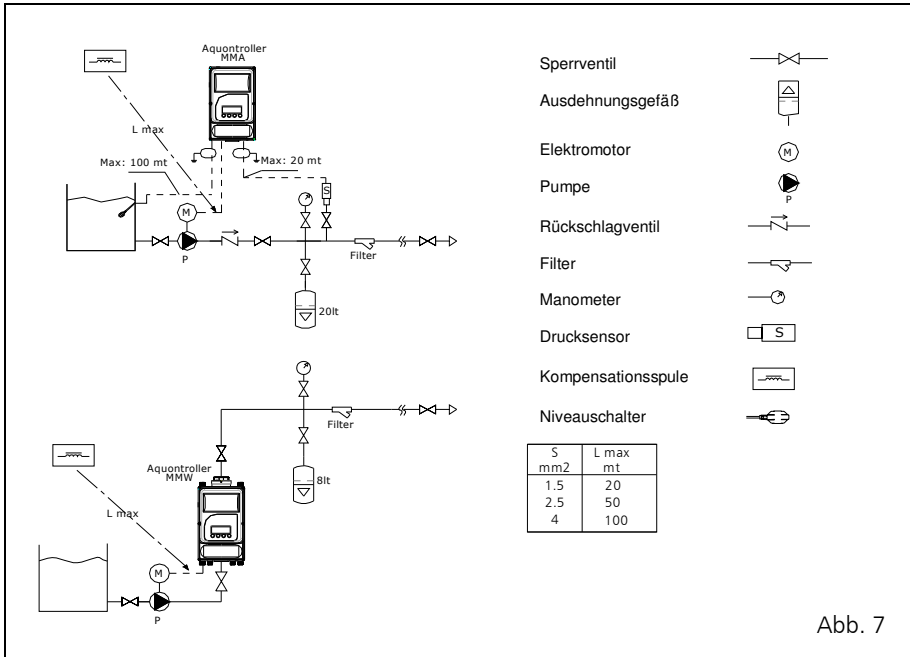 Aquontroller
MMA
L max
Max: 100 mt
Max: 20 mt
S
M
P
Filter
20lt
Filter
Aquontroller
MMW
8lt
L max
M
P
Sperrventil
Ausdehnungsgefäß
Elektromotor
M
Pumpe
P
Rückschlagventil
Filter
Manometer
Drucksensor
S
Kompensationsspule
Niveauschalter
S L max
mm2 mt
1.5 20
2.5 50
4 100
Abb. 7